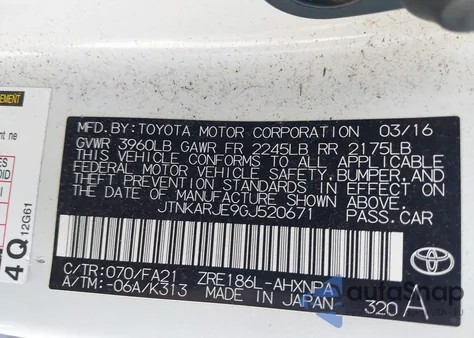 MFD.BY:TOYOTA MOTOR CORPORATION 03/16
GVWR 3960LB GAWR FR 2245LB RR 2175LB
THIS VEHICLE CONFORMS TO ALL APPLICABLE
FEDERAL MOTOR VEHICLE SAFETY,BUMPER,AND
THEFT PREVENTION STANDARDS IN EFFECT ON
THE DATE OF MANUFACTURE SHOWN ABOVE.
JTNKARJE9GJ520671 PASS.CAR
C/TR:070/FA21 ZRE186L-AHXNPA
A/TM:-06A/K313 MADE IN JAPAN 320 A
TOYOTA
4Q 12G61
AutoSnap